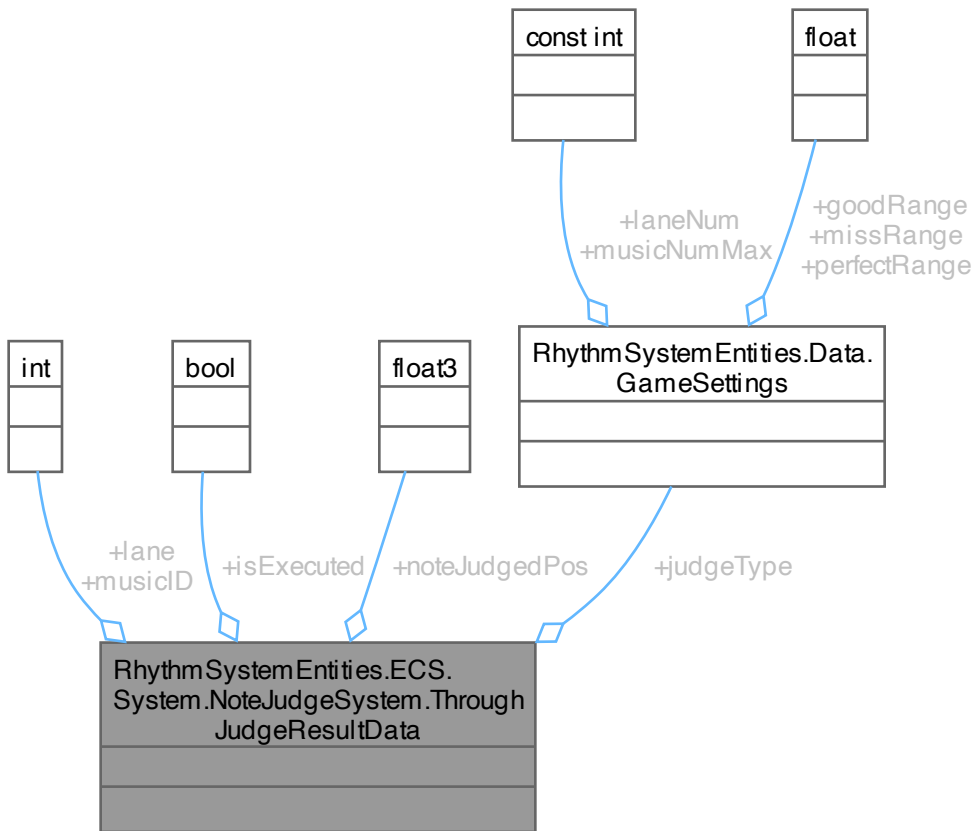 const int
float
+laneNum
+musicNumMax
+goodRange
+missRange
+perfectRange
int
bool
float3
RhythmSystemEntities.Data.
GameSettings
+lane
+musicID
+isExecuted
+noteJudgedPos
+judgeType
RhythmSystemEntities.ECS.
System.NoteJudgeSystem.Through
JudgeResultData